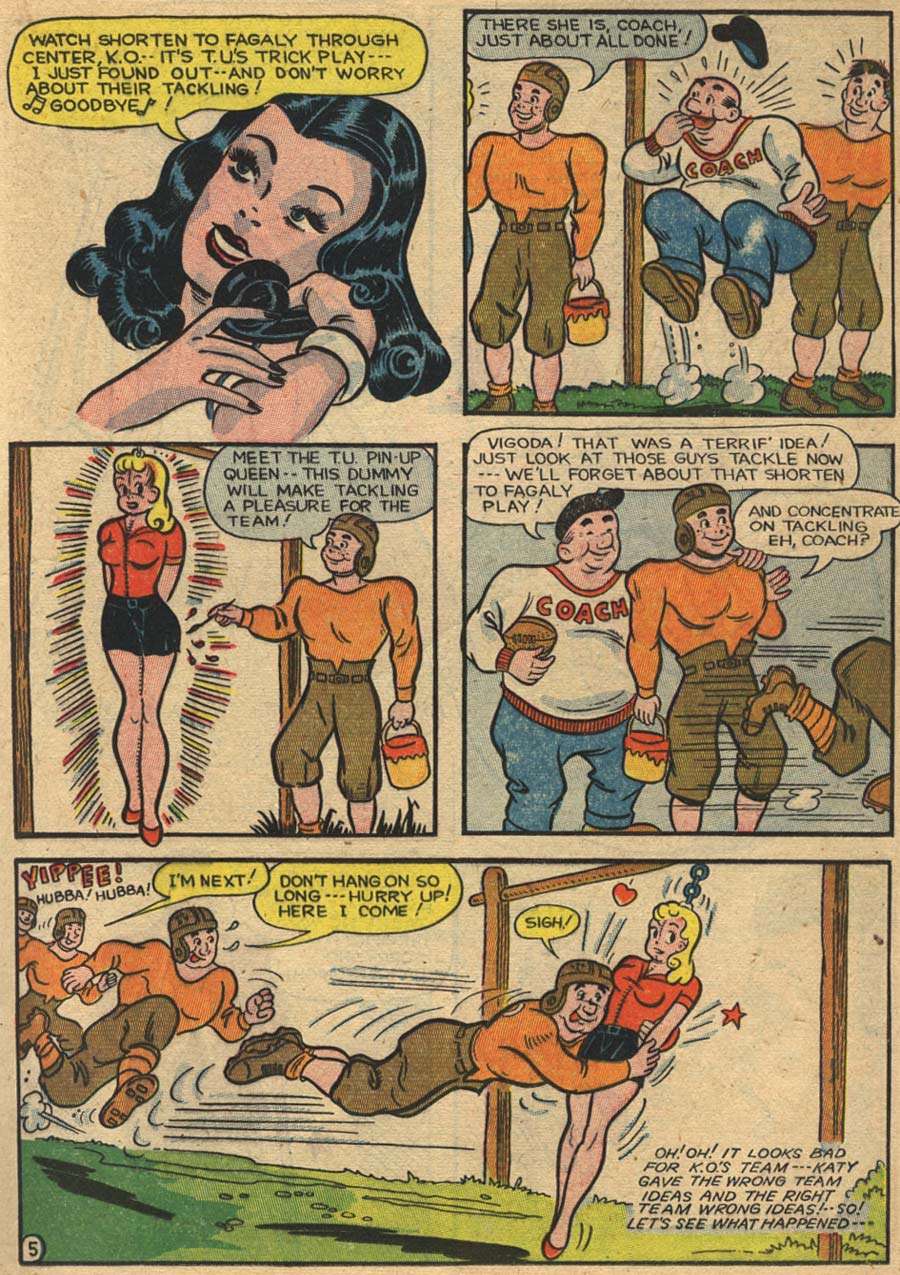 WATCH SHORTEN TO FAGALY THROUGH
CENTER, K.O.-- IT'S T.U.'S TRICK PLAY---
I JUST FOUND OUT--AND DON'T WORRY
ABOUT THEIR TACKLING!
GOODBYE!
THERE SHE IS, COACH,
JUST ABOUT ALL DONE!
COACH
MEET THE T.U. PIN-UP
QUEEN-- THIS DUMMY
WILL MAKE TACKLING
A PLEASURE FOR THE
TEAM!
VIGODA! THAT WAS A TERRIF' IDEA!
JUST LOOK AT THOSE GUYS TACKLE NOW
--- WE'LL FORGET ABOUT THAT SHORTEN
TO FAGALY
PLAY!
AND CONCENTRATE
ON TACKLING
EH, COACH?
COACH
YIPPEE!
HUBBA! HUBBA!
I'M NEXT!
DON'T HANG ON SO
LONG---HURRY UP!
HERE I COME!
SIGH!
OH! OH! IT LOOKS BAD
FOR K.O.'S TEAM---KATY
GAVE THE WRONG TEAM
IDEAS AND THE RIGHT
TEAM WRONG IDEAS!--SO!
LET'S SEE WHAT HAPPENED---
5